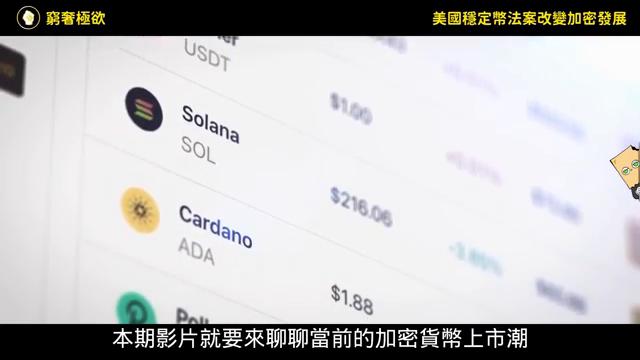 窮奢極欲
美國穩定幣法案改變加密發展
USDT
$1.00
Solana
SOL
$216.06
Cardano
ADA
$1.88
本期影片就要來聊聊當前的加密貨幣上市潮